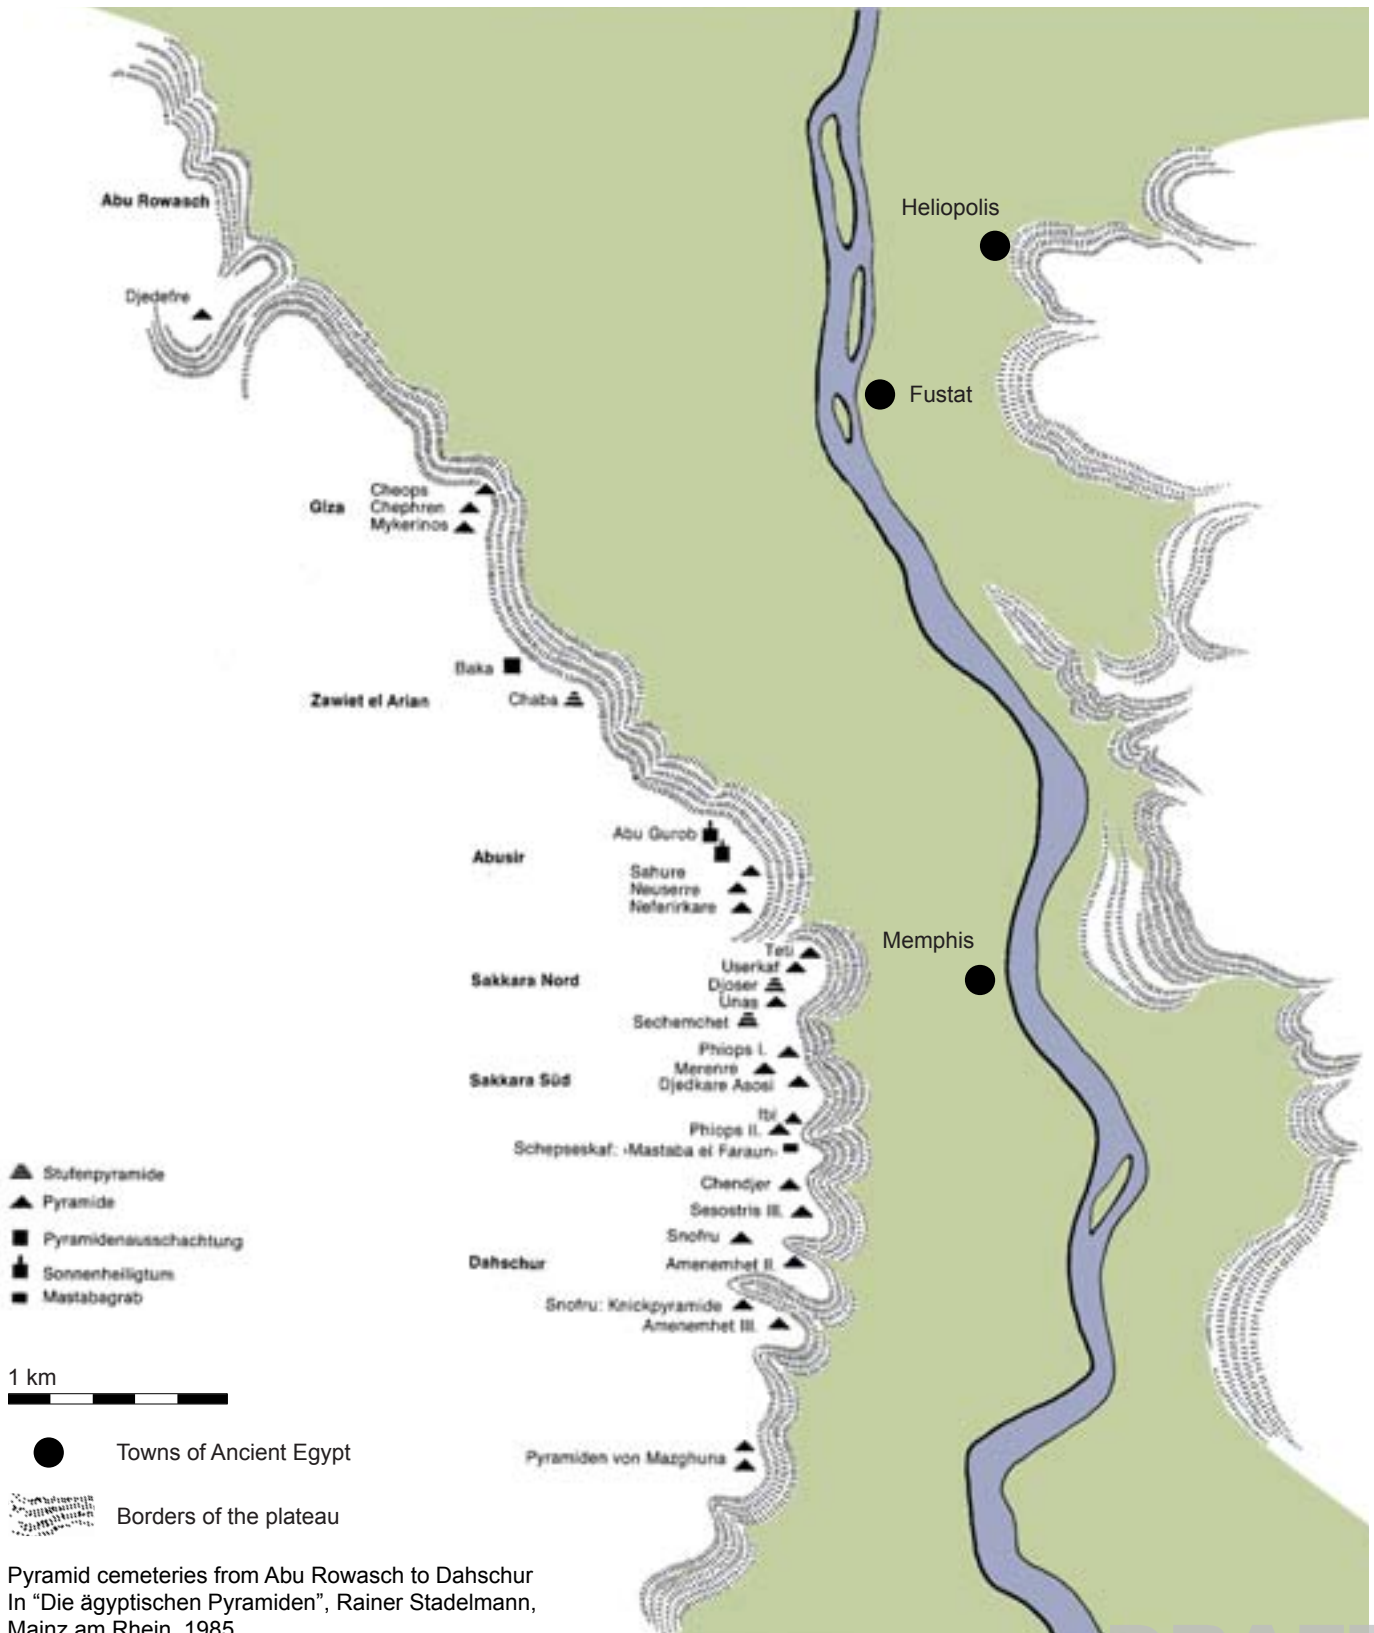 Heliopolis
Abu Rowasch
Djedefre
Fustat
Cheops
Giza Chephren
Mykerinos
Baka
Zawiet el Arian Chaba
Abu Gurob
Abusir
Sahure
Neuserre
Neferirkare
Memphis
Teti
Userkaf
Sakkara Nord Djoser
Unas
Sechemchet
Phiops I.
Merenre
Sakkara Süd Djedkare Asosi
Ibi
Phiops II.
Schepseskaf: ‹Mastaba el Faraun›
Chendjer
Sesostris III.
Snofru
Dahschur Amenemhet II.
Snofru: Knickpyramide
Amenemhet III.
Pyramiden von Mazghuna
Stufenpyramide
Pyramide
Pyramidenausschachtung
Sonnenheiligtum
Mastabagrab
1 km
Towns of Ancient Egypt
Borders of the plateau
Pyramid cemeteries from Abu Rowasch to Dahschur
In “Die ägyptischen Pyramiden”, Rainer Stadelmann,
Mainz am Rhein, 1985